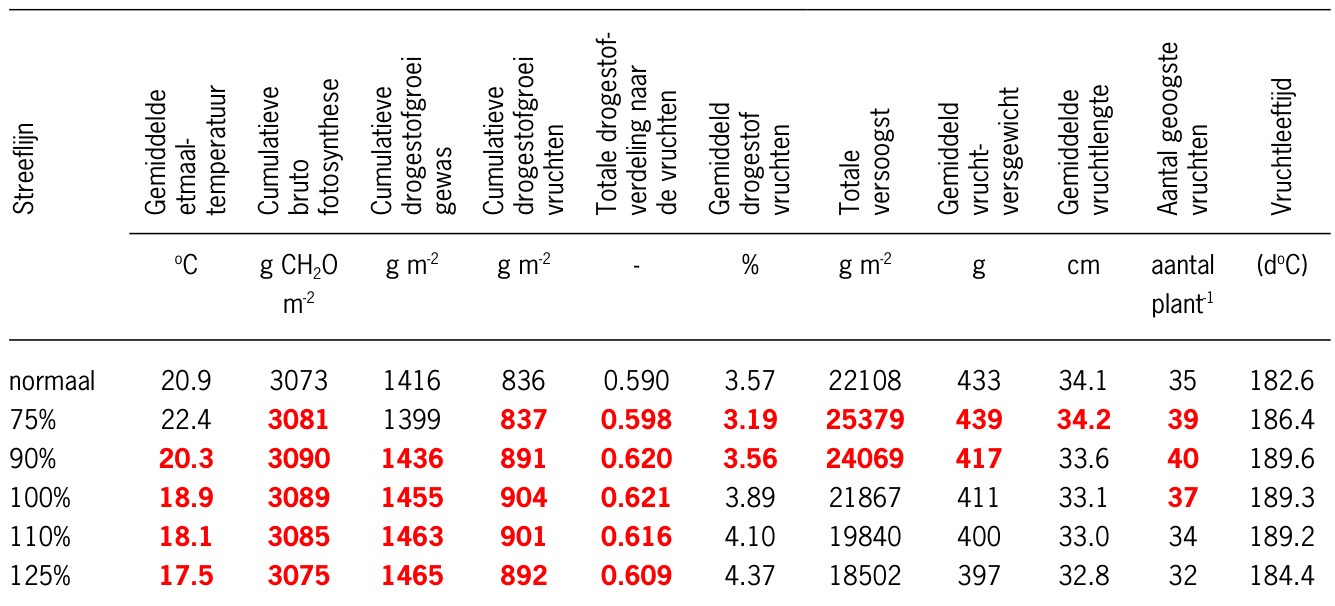 Streeflijn
Gemiddelde
etmaal-
temperatuur
Cumulatieve
bruto
fotosynthese
Cumulatieve
drogestofgroei
gewas
Cumulatieve
drogestofgroei
vruchten
Totale drogestof-
verdeling naar
de vruchten
Gemiddeld
drogestof
vruchten
Totale
versoogst
Gemiddeld
vrucht-
versgewicht
Gemiddelde
vruchtlengte
Aantal geoogste
vruchten
Vruchtleeftijd
ºC g CH₂O g m⁻² g m⁻² - % g m⁻² g cm aantal (dºC)
m⁻² plant⁻¹
normaal 20.9 3073 1416 836 0.590 3.57 22108 433 34.1 35 182.6
75% 22.4 3081 1399 837 0.598 3.19 25379 439 34.2 39 186.4
90% 20.3 3090 1436 891 0.620 3.56 24069 417 33.6 40 189.6
100% 18.9 3089 1455 904 0.621 3.89 21867 411 33.1 37 189.3
110% 18.1 3085 1463 901 0.616 4.10 19840 400 33.0 34 189.2
125% 17.5 3075 1465 892 0.609 4.37 18502 397 32.8 32 184.4